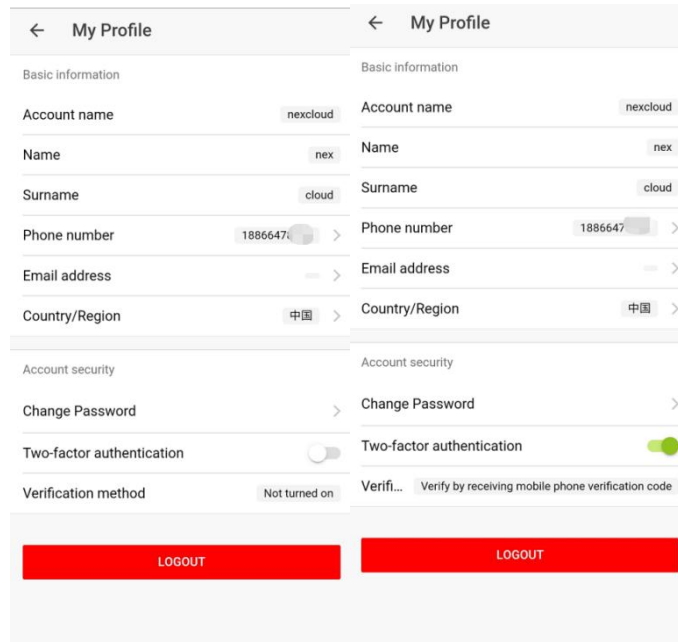 My Profile
Basic information
Account name nexcloud
Name nex
Surname cloud
Phone number 1886647
Email address
Country/Region 中国
Account security
Change Password
Two-factor authentication
Verification method Not turned on
LOGOUT
My Profile
Basic information
Account name nexcloud
Name nex
Surname cloud
Phone number 1886647
Email address
Country/Region 中国
Account security
Change Password
Two-factor authentication
Verifi... Verify by receiving mobile phone verification code
LOGOUT